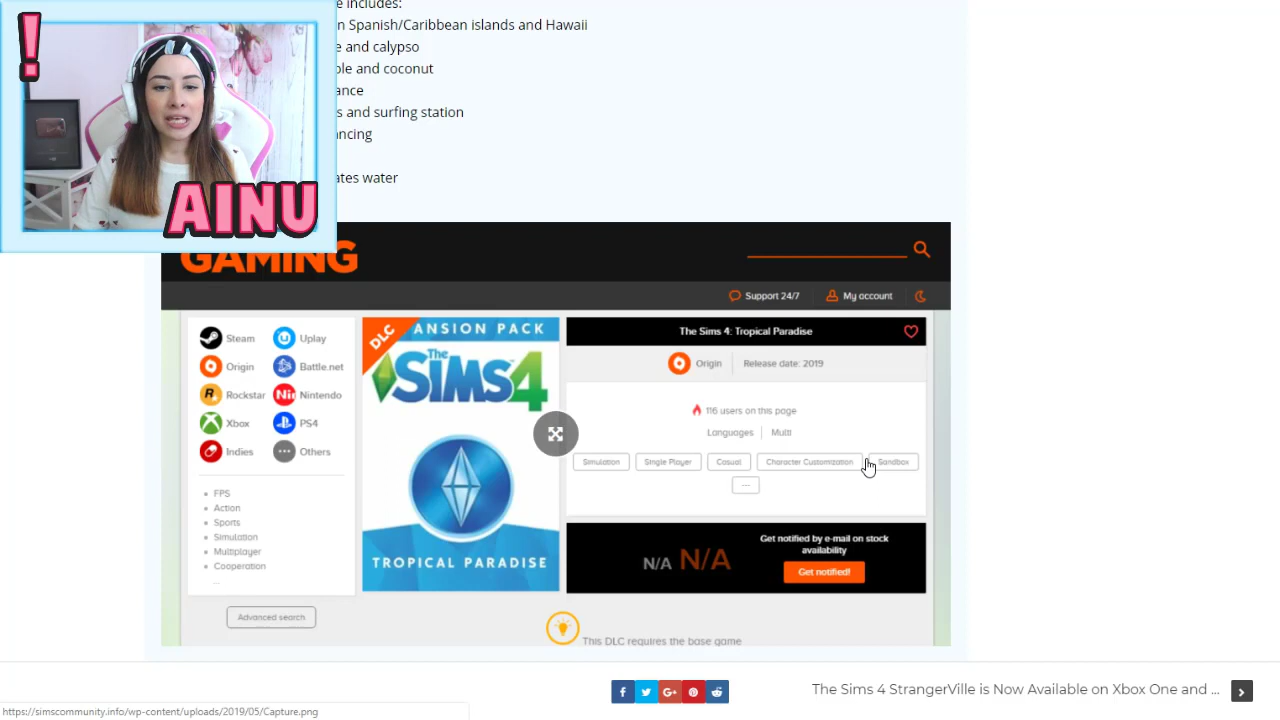 e includes:
n Spanish/Caribbean islands and Hawaii
e and calypso
ple and coconut
ance
s and surfing station
ncing
ates water
!
AINU
GAMING
Support 24/7
My account
Steam
Uplay
Origin
Battle.net
Rockstar
Nintendo
Xbox
PS4
Indies
Others
FPS
Action
Sports
Simulation
Multiplayer
Cooperation
...
Advanced search
DLC
ANSION PACK
The SIMS 4
TROPICAL PARADISE
The Sims 4: Tropical Paradise
Origin
Release date: 2019
116 users on this page
Languages
Multi
Simulation
Single Player
Casual
Character Customization
Sandbox
...
N/A N/A
Get notified by e-mail on stock
availability
Get notified!
This DLC requires the base game
The Sims 4 StrangerVille is Now Available on Xbox One and ...
https://simscommunity.info/wp-content/uploads/2019/05/Capture.png